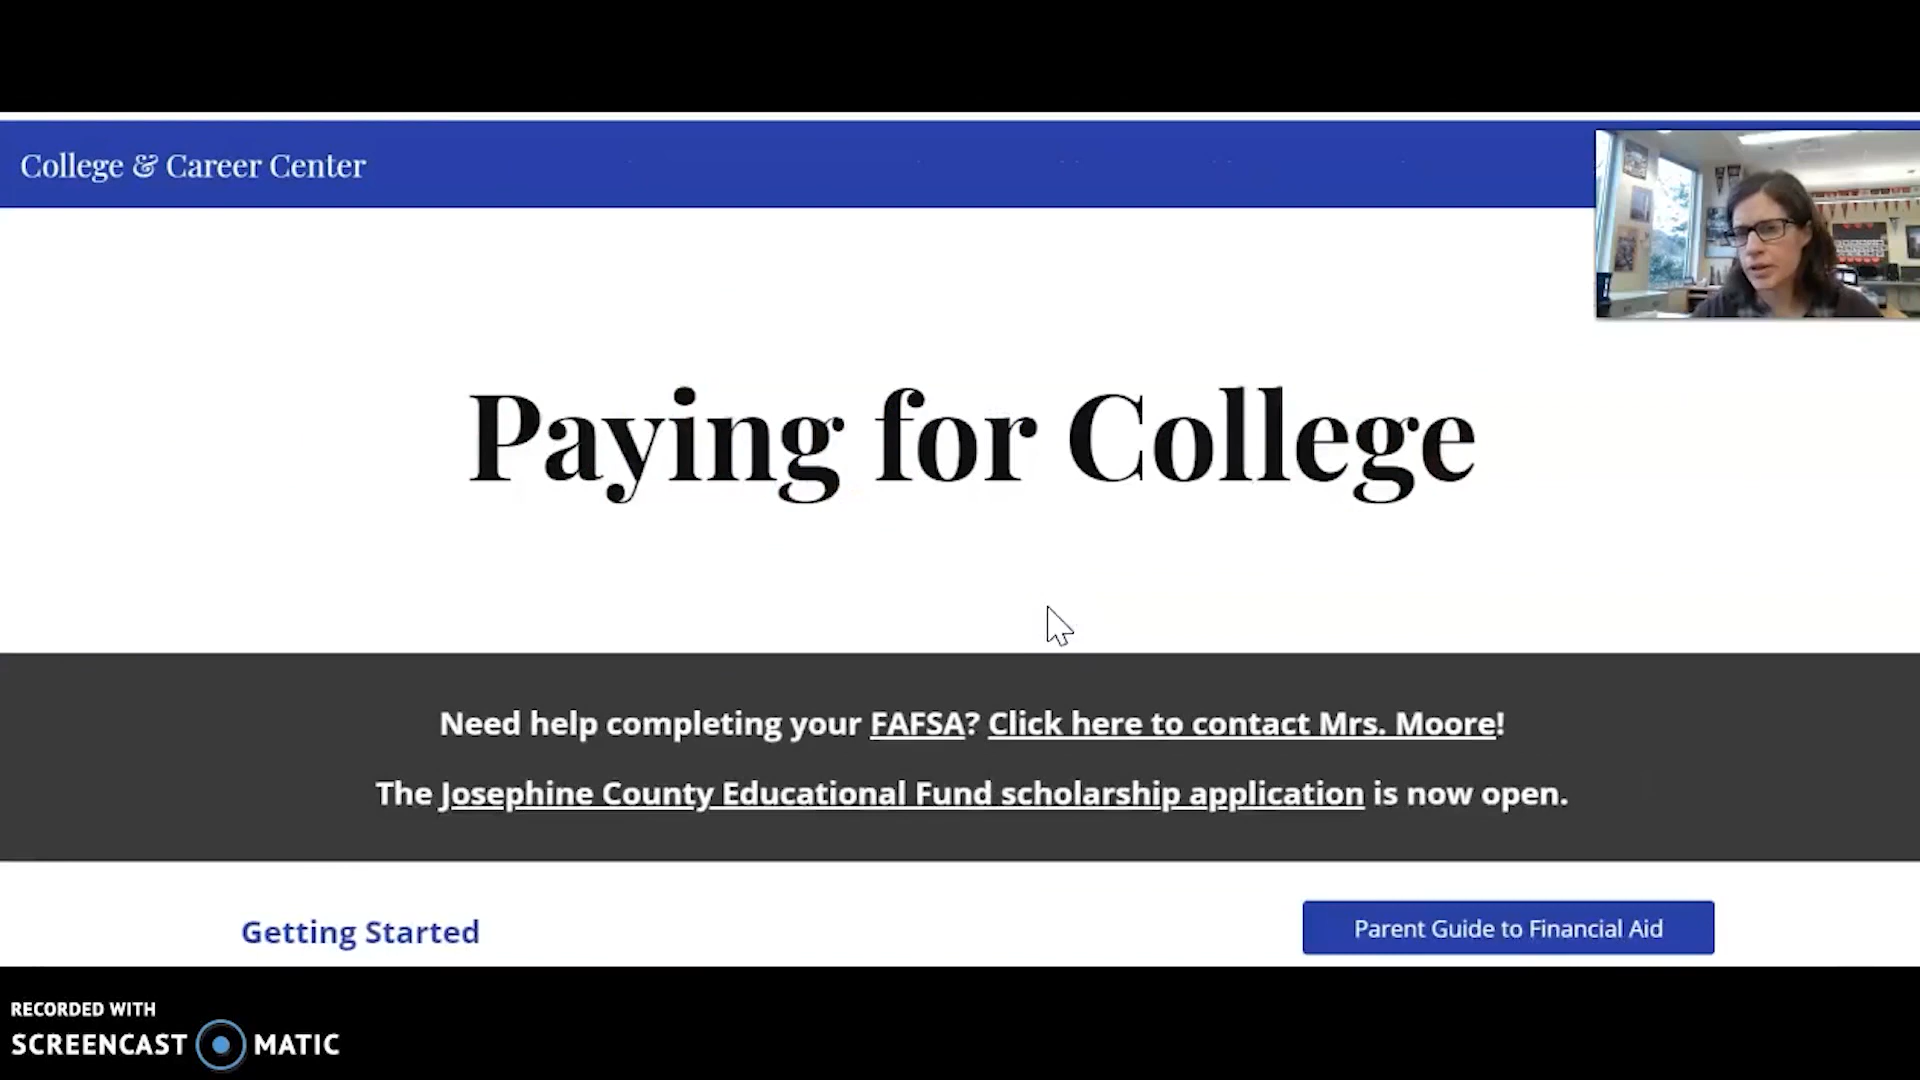 College & Career Center
Paying for College
Need help completing your FAFSA? Click here to contact Mrs. Moore!
The Josephine County Educational Fund scholarship application is now open.
Getting Started
Parent Guide to Financial Aid
RECORDED WITH
SCREENCAST MATIC